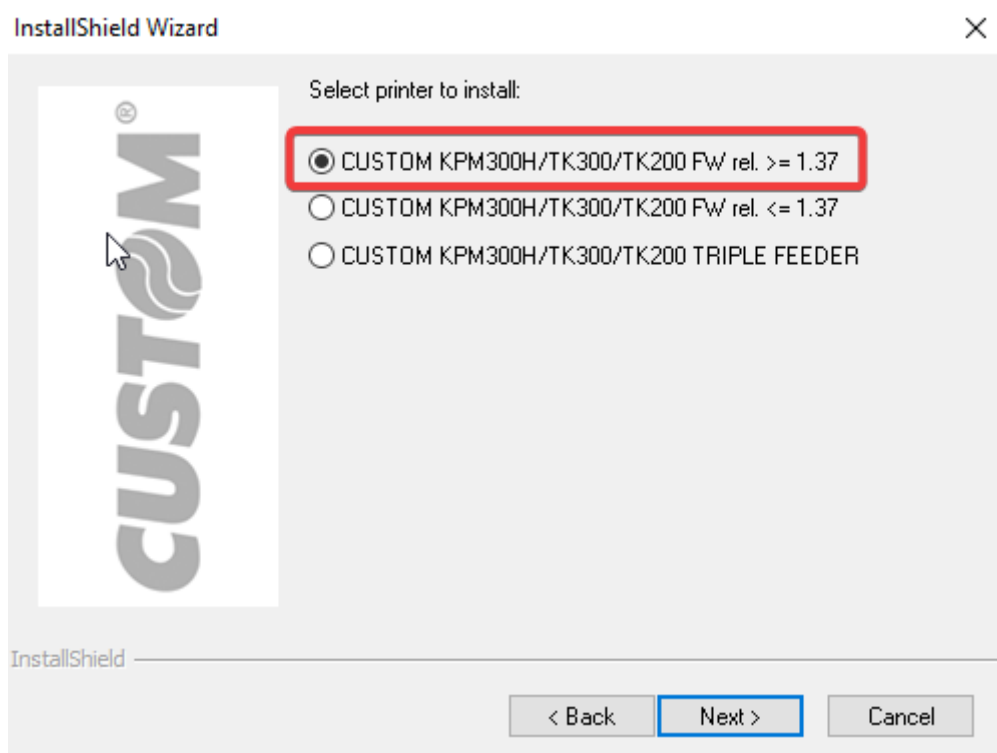 InstallShield Wizard
Select printer to install:
CUSTOM KPM300H/TK300/TK200 FW rel. >= 1.37
CUSTOM KPM300H/TK300/TK200 FW rel. <= 1.37
CUSTOM KPM300H/TK300/TK200 TRIPLE FEEDER
CUSTOM®
InstallShield
< Back
Next >
Cancel